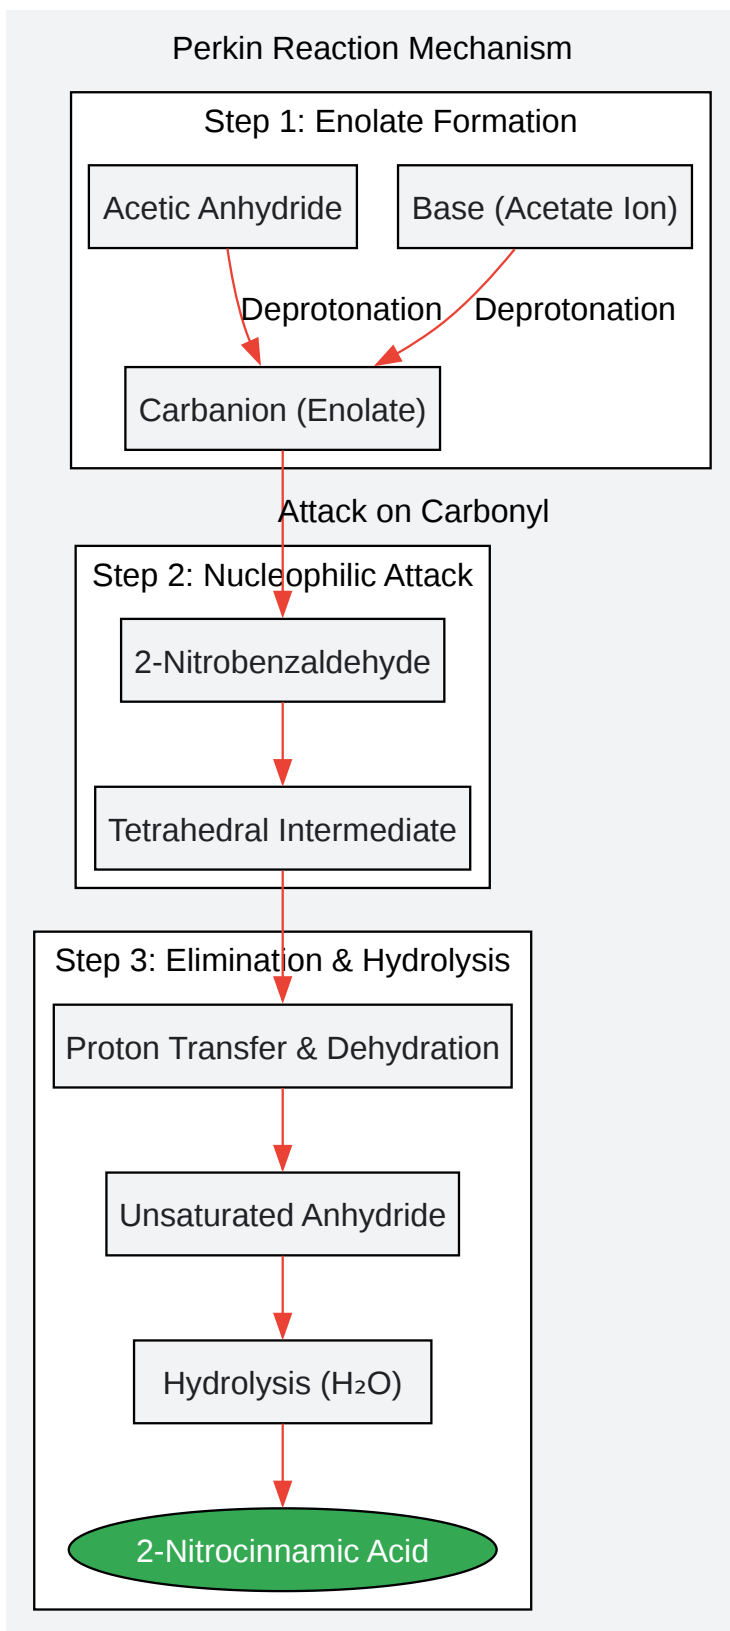 Perkin Reaction Mechanism
Step 1: Enolate Formation
Acetic Anhydride
Base (Acetate Ion)
Deprotonation
Deprotonation
Carbanion (Enolate)
Attack on Carbonyl
Step 2: Nucleophilic Attack
2-Nitrobenzaldehyde
Tetrahedral Intermediate
Step 3: Elimination & Hydrolysis
Proton Transfer & Dehydration
Unsaturated Anhydride
Hydrolysis (H₂O)
2-Nitrocinnamic Acid